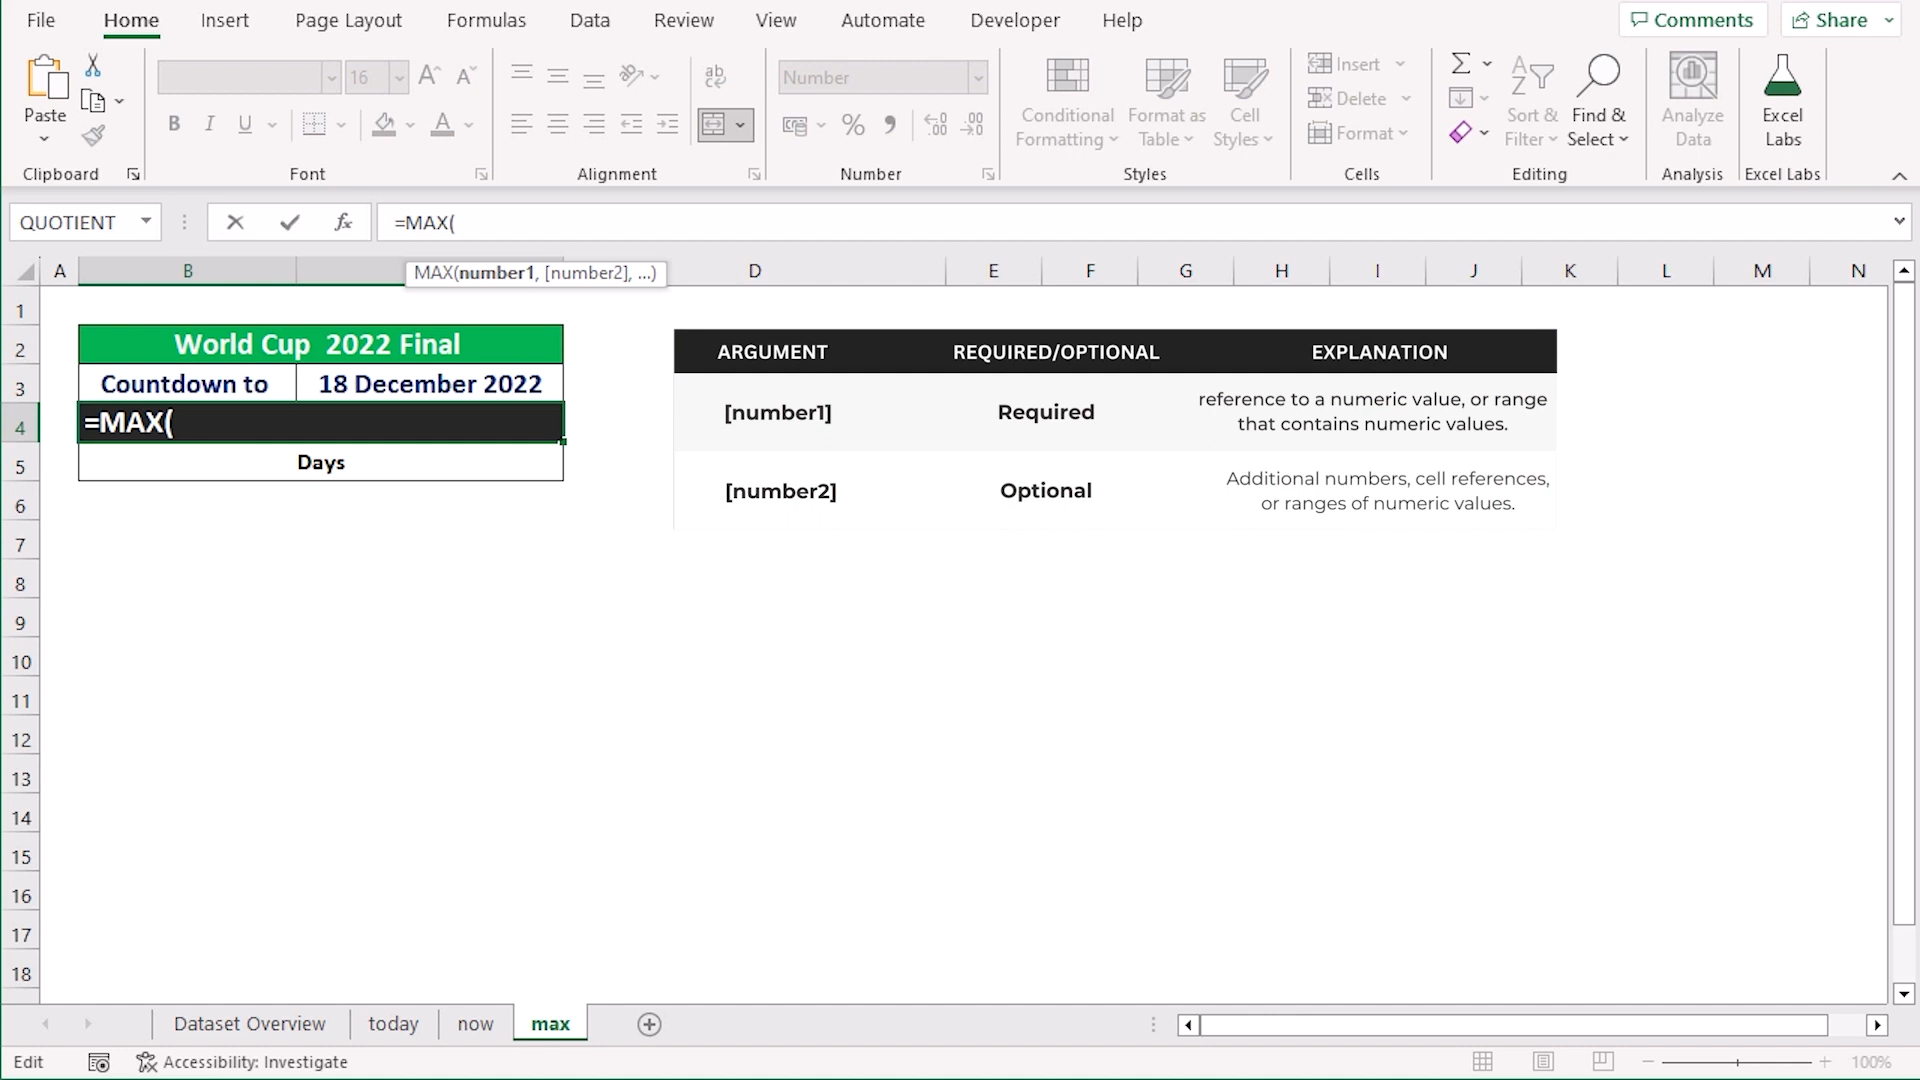 File Home Insert Page Layout Formulas Data Review View Automate Developer Help Comments Share
Paste
16
Number
Conditional Formatting
Format as Table
Cell Styles
Insert
Delete
Format
Sort & Filter
Find & Select
Analyze Data
Excel Labs
Clipboard Font Alignment Number Styles Cells Editing Analysis Excel Labs
QUOTIENT =MAX(
MAX(number1, [number2], ...)
A B D E F G H I J K L M N
1
2 World Cup 2022 Final
3 Countdown to 18 December 2022
4 =MAX(
5 Days
6
7
8
9
10
11
12
13
14
15
16
17
18
ARGUMENT REQUIRED/OPTIONAL EXPLANATION
[number1] Required reference to a numeric value, or range
that contains numeric values.
[number2] Optional Additional numbers, cell references,
or ranges of numeric values.
Dataset Overview today now max
Edit Accessibility: Investigate 100%